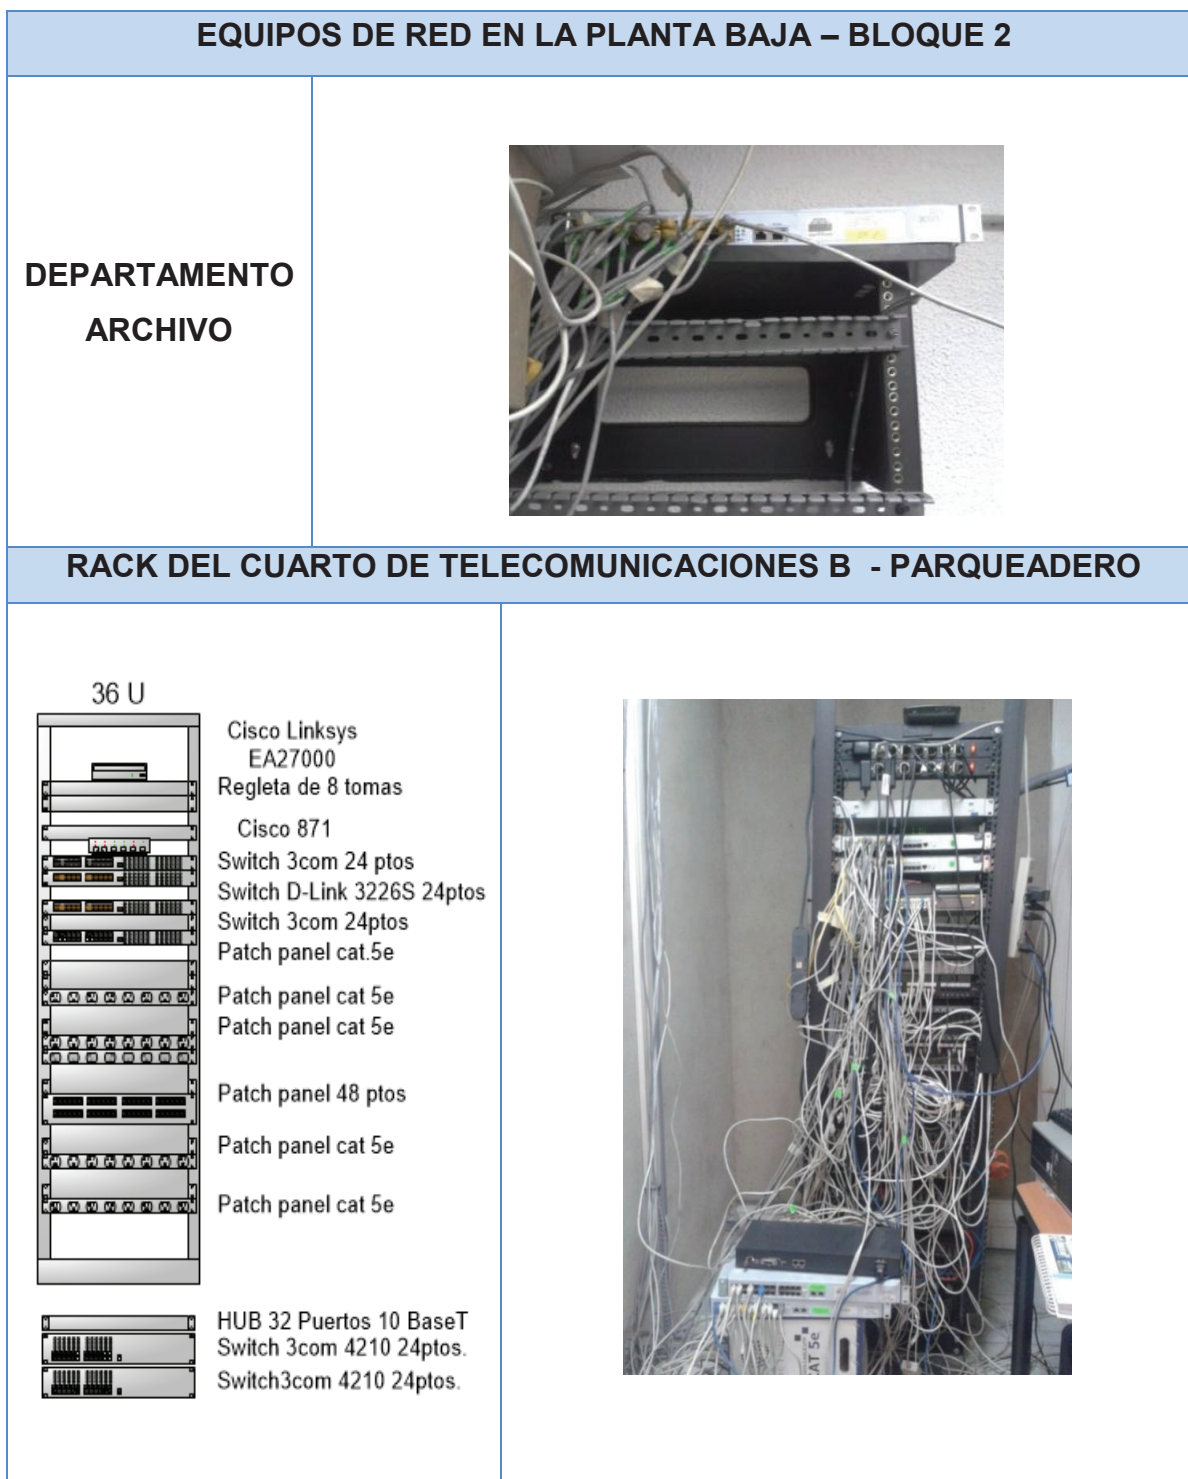 EQUIPOS DE RED EN LA PLANTA BAJA – BLOQUE 2
DEPARTAMENTO
ARCHIVO
RACK DEL CUARTO DE TELECOMUNICACIONES B - PARQUEADERO
36 U
Cisco Linksys
EA27000
Regleta de 8 tomas
Cisco 871
Switch 3com 24 ptos
Switch D-Link 3226S 24ptos
Switch 3com 24ptos
Patch panel cat.5e
Patch panel cat 5e
Patch panel cat 5e
Patch panel 48 ptos
Patch panel cat 5e
Patch panel cat 5e
HUB 32 Puertos 10 BaseT
Switch 3com 4210 24ptos.
Switch3com 4210 24ptos.
CAT 5e